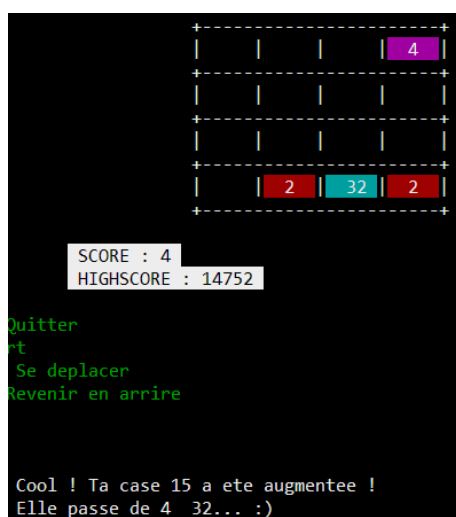 4
2 32 2
SCORE : 4
HIGHSCORE : 14752
Quitter
rt
Se deplacer
Revenir en arrire
Cool ! Ta case 15 a ete augmentee !
Elle passe de 4 32... :)